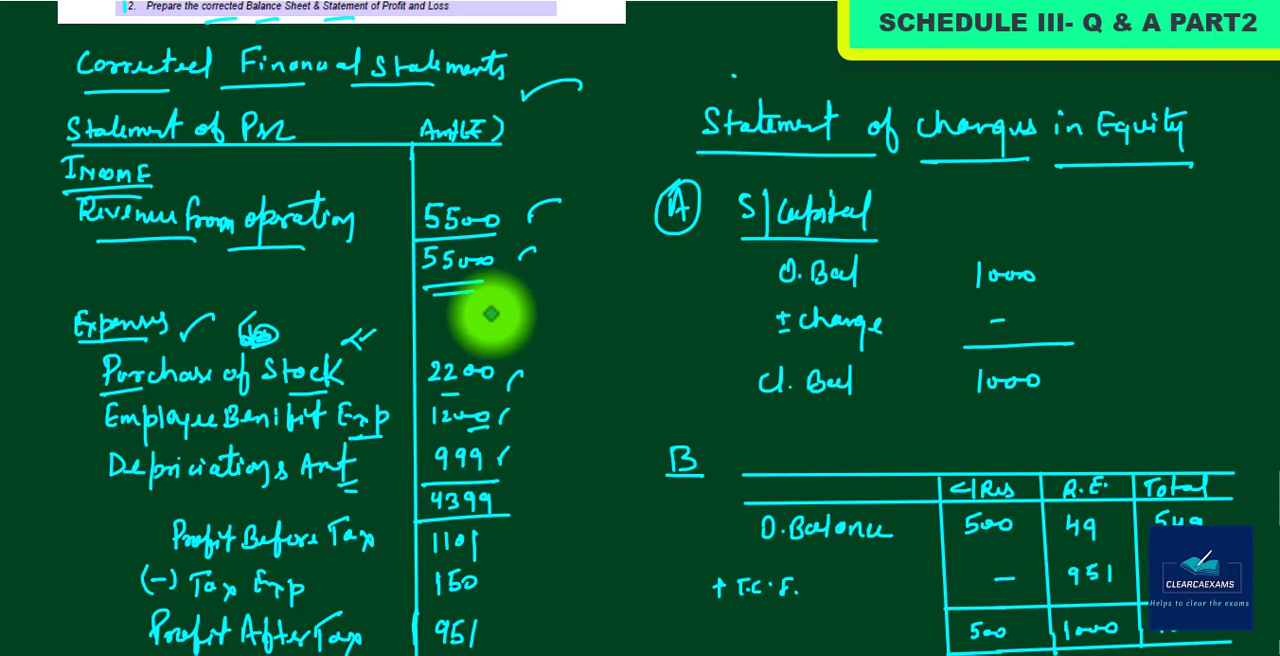 2. Prepare the corrected Balance Sheet & Statement of Profit and Loss
SCHEDULE III- Q & A PART2
Corrected Financial Statements
Statement of P&L Amt(₹)
INCOME
Revenue from operating 5500
5500
Expenses
Purchase of Stock 2200
Employee Benifit Exp 1200
Depriciations Amt 999
4399
Profit Before Tax 1101
(-) Tax Exp 150
Profit After Tax 951
Statement of Changes in Equity
A S/Capital
O. Bal 1000
± Change -
Cl. Bal 1000
B
C/Res R.E. Total
O. Balance 500 49 549
+ T.C.I. - 951
500 1000
CLEARCAEXAMS
Helps to clear the exams